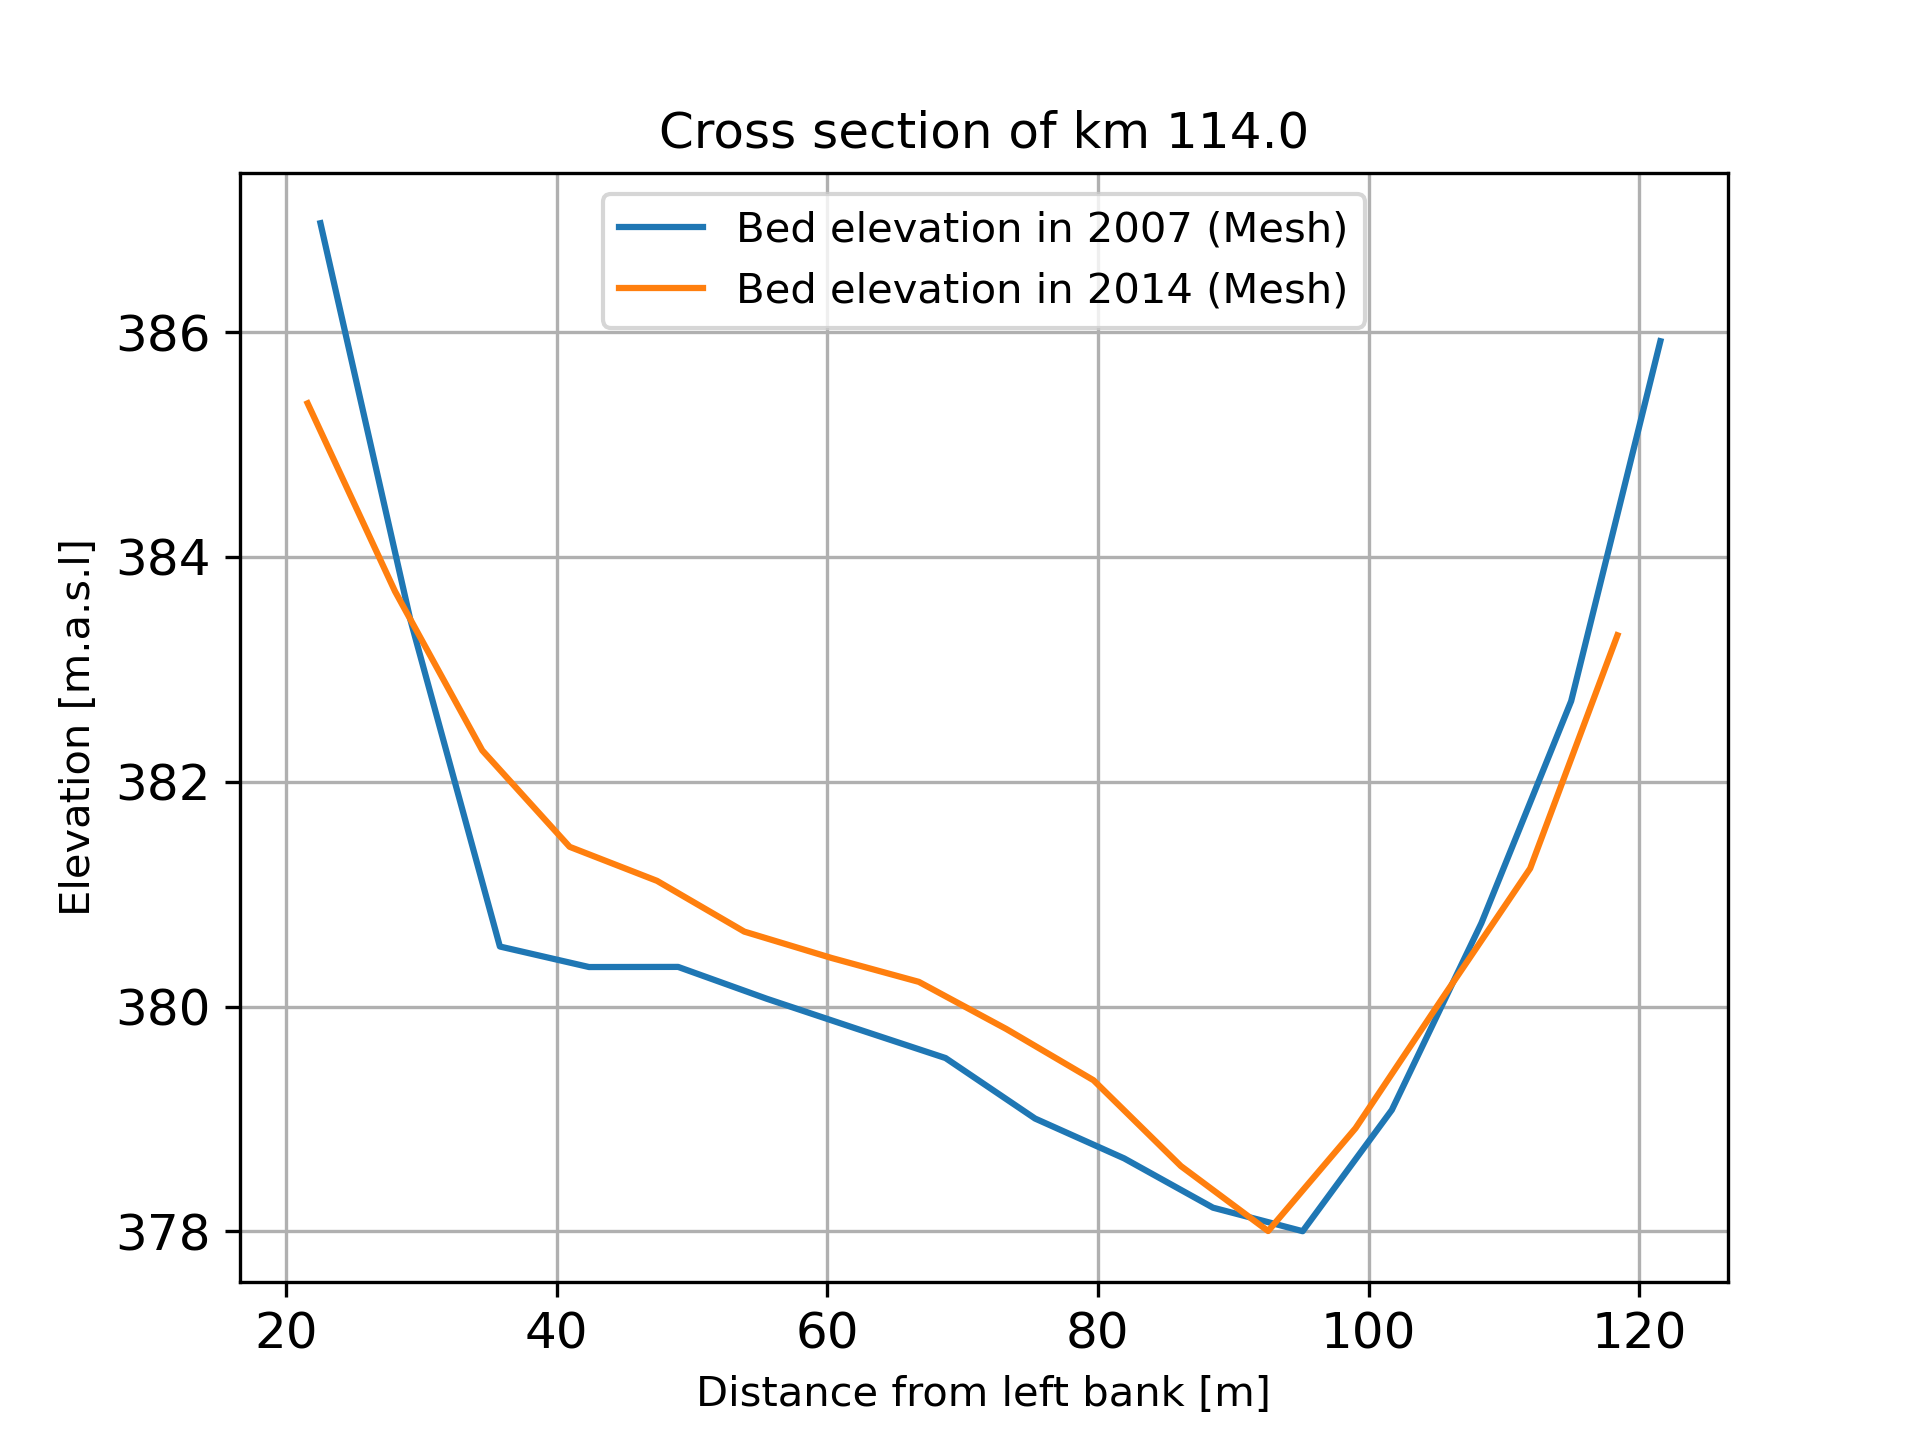 Cross section of km 114.0
Bed elevation in 2007 (Mesh)
Bed elevation in 2014 (Mesh)
386
384
382
380
378
Elevation [m.a.s.l]
20 40 60 80 100 120
Distance from left bank [m]